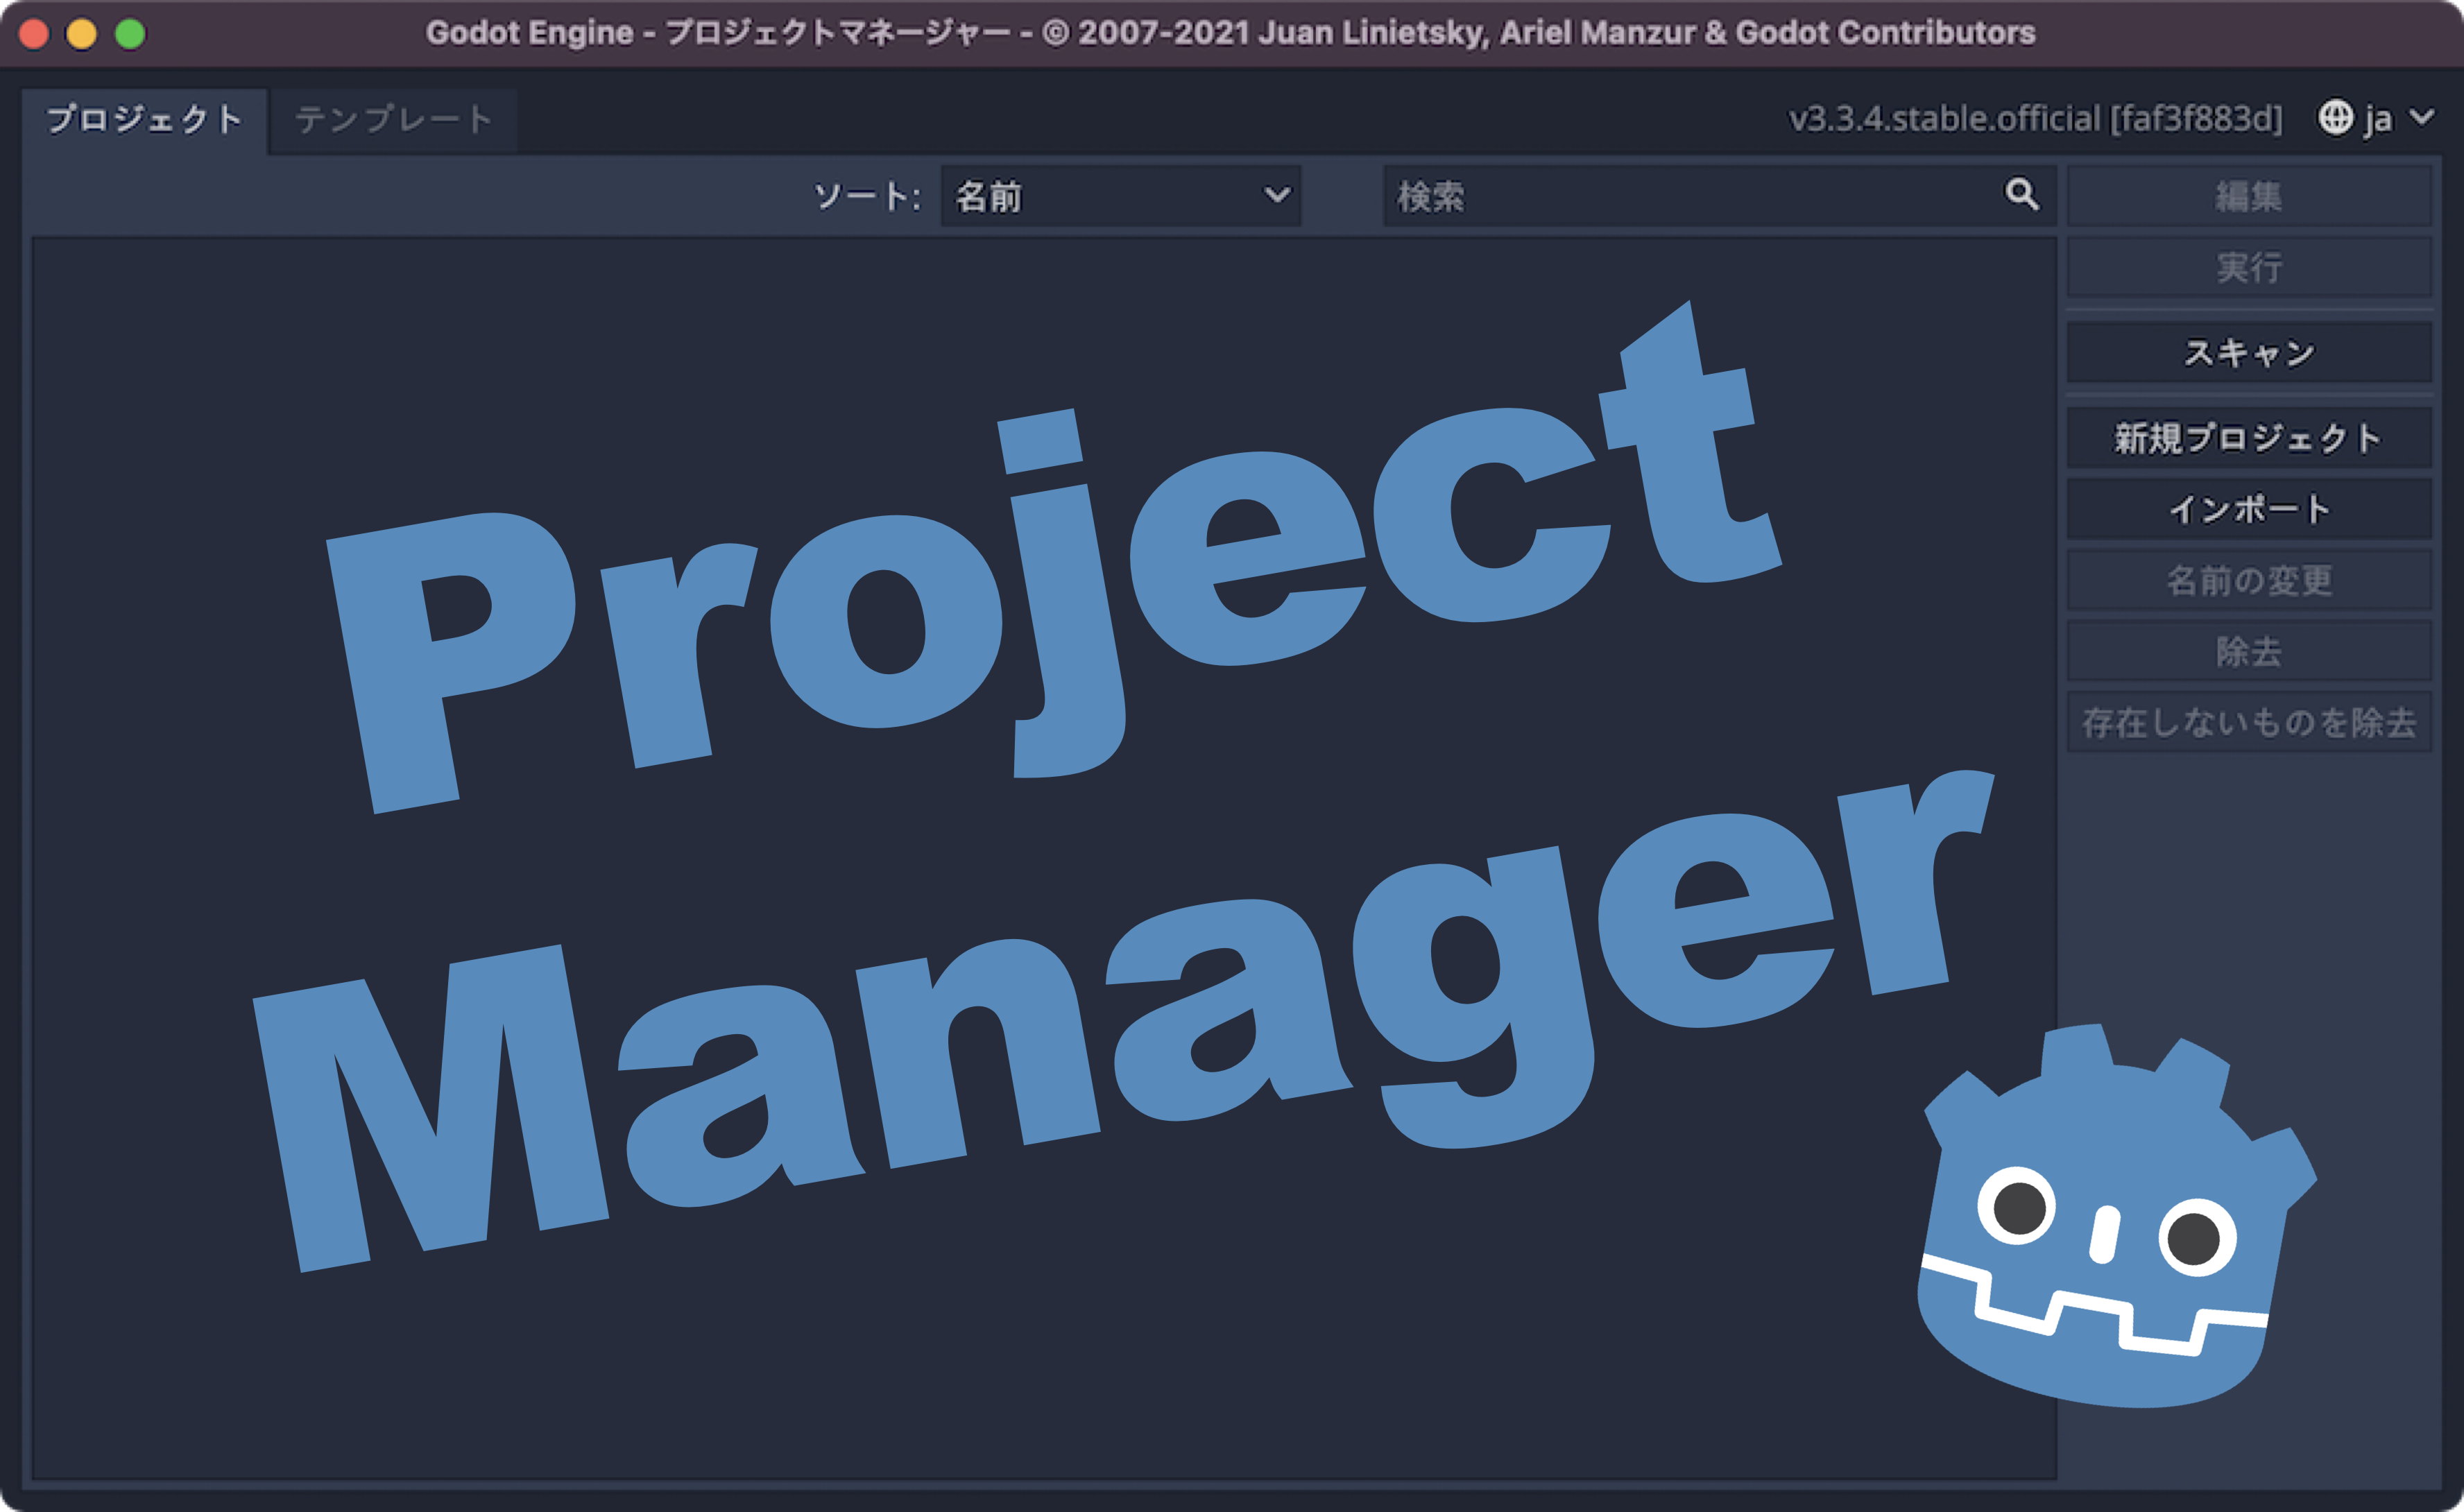 Godot Engine - プロジェクトマネージャー - © 2007-2021 Juan Linietsky, Ariel Manzur & Godot Contributors
プロジェクト
テンプレート
v3.3.4.stable.official [faf3f883d]
ja
ソート:
名前
検索
編集
実行
スキャン
新規プロジェクト
インポート
名前の変更
除去
存在しないものを除去
Project
Manager